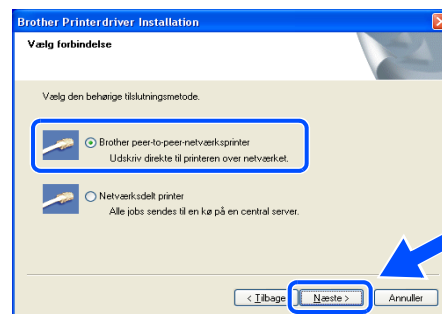 Brother Printerdriver Installation
Vælg forbindelse
Vælg den behørige tilslutningsmetode.
Brother peer-to-peer-netværksprinter
Udskriv direkte til printeren over netværket.
Netværksdelt printer
Alle jobs sendes til en kø på en central server.
< Tilbage
Næste >
Annuller